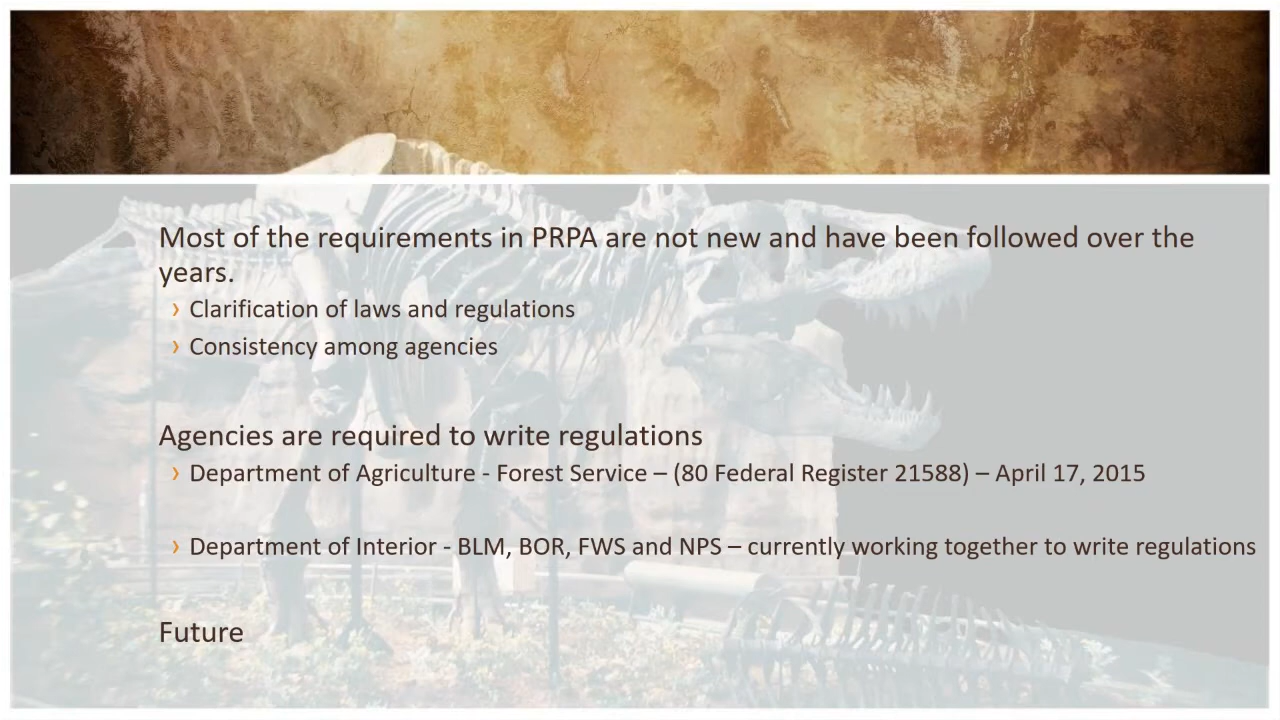 Most of the requirements in PRPA are not new and have been followed over the
years.
› Clarification of laws and regulations
› Consistency among agencies
Agencies are required to write regulations
› Department of Agriculture - Forest Service – (80 Federal Register 21588) – April 17, 2015
› Department of Interior - BLM, BOR, FWS and NPS – currently working together to write regulations
Future